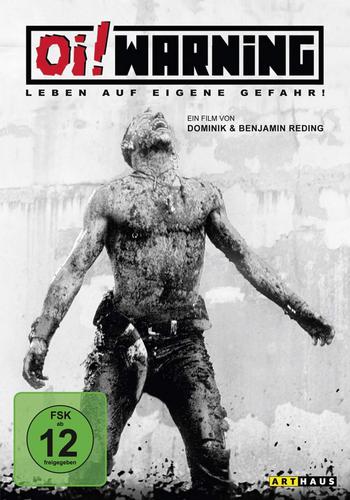 Oi! WARNING
LEBEN AUF EIGENE GEFAHR!
EIN FILM VON
DOMINIK & BENJAMIN REDING
FSK
ab
12
freigegeben
ARTHAUS